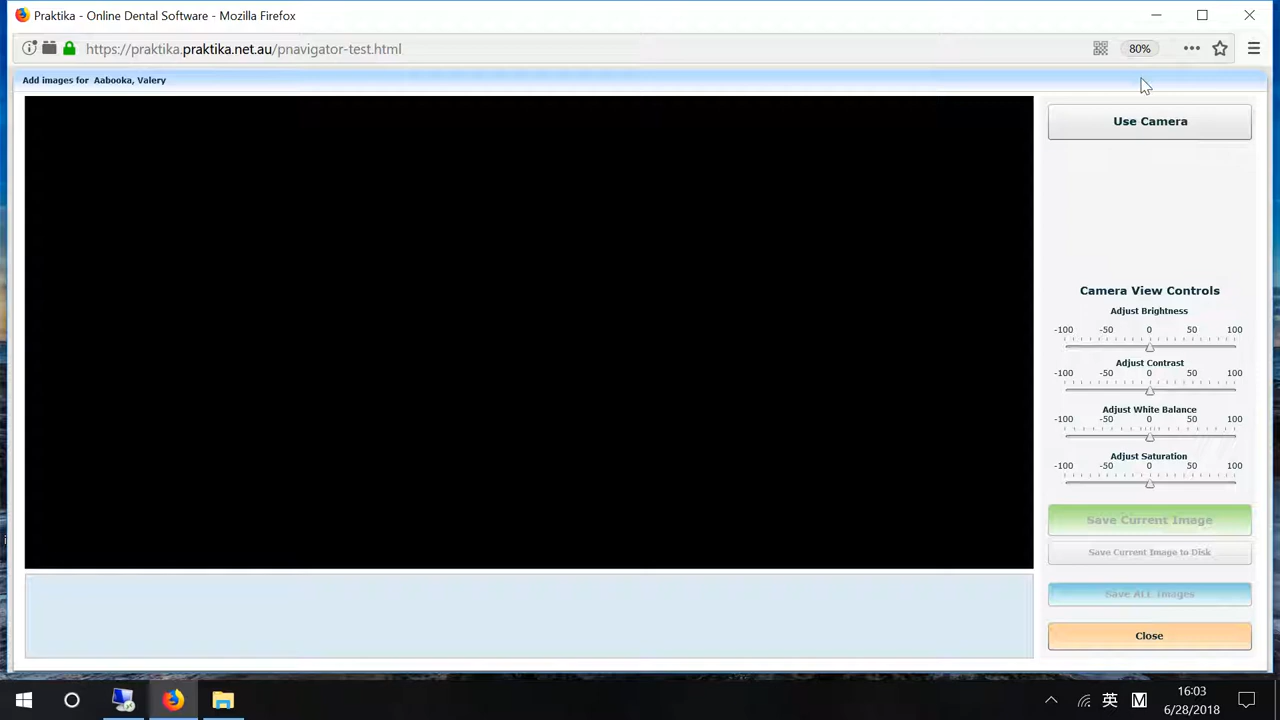 Praktika - Online Dental Software - Mozilla Firefox
https://praktika.praktika.net.au/pnavigator-test.html
80%
Add images for Aabooka, Valery
Use Camera
Camera View Controls
Adjust Brightness
-100 -50 0 50 100
Adjust Contrast
-100 -50 0 50 100
Adjust White Balance
-100 -50 0 50 100
Adjust Saturation
-100 -50 0 50 100
Save Current Image
Save Current Image to Disk
Save ALL Images
Close
英 M
16:03
6/28/2018